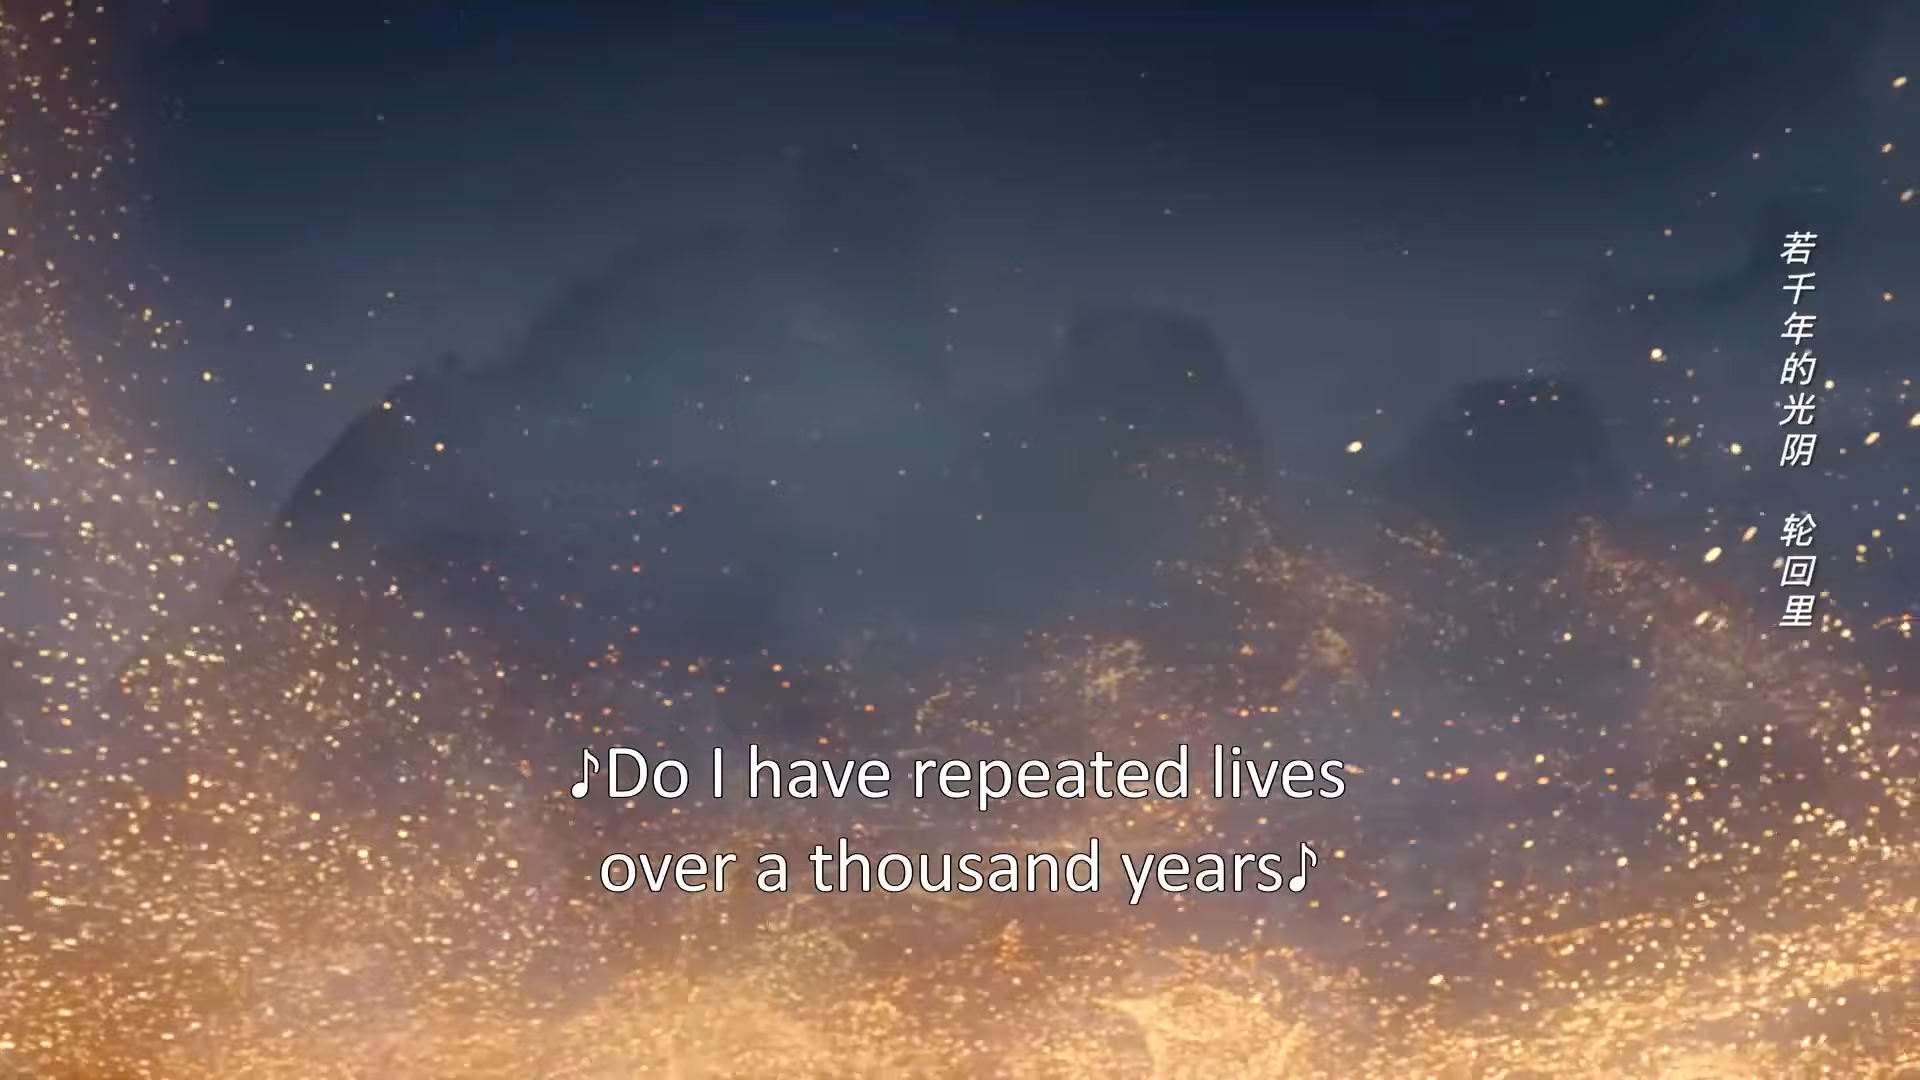 若千年的光阴 轮回里
♪Do I have repeated lives
over a thousand years♪